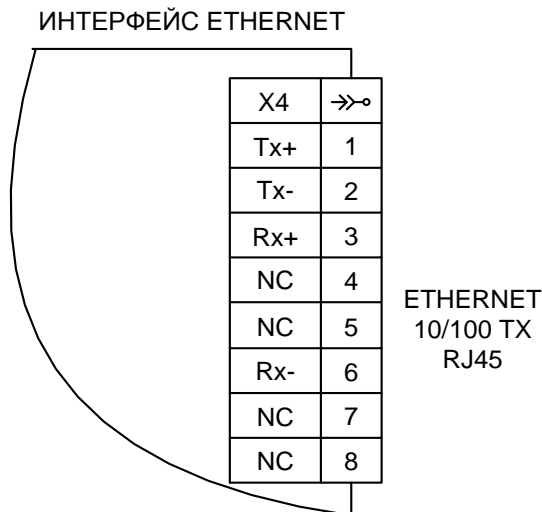 ИНТЕРФЕЙС ETHERNET
X4
Tx+ 1
Tx- 2
Rx+ 3
NC 4
NC 5
Rx- 6
NC 7
NC 8
ETHERNET
10/100 TX
RJ45